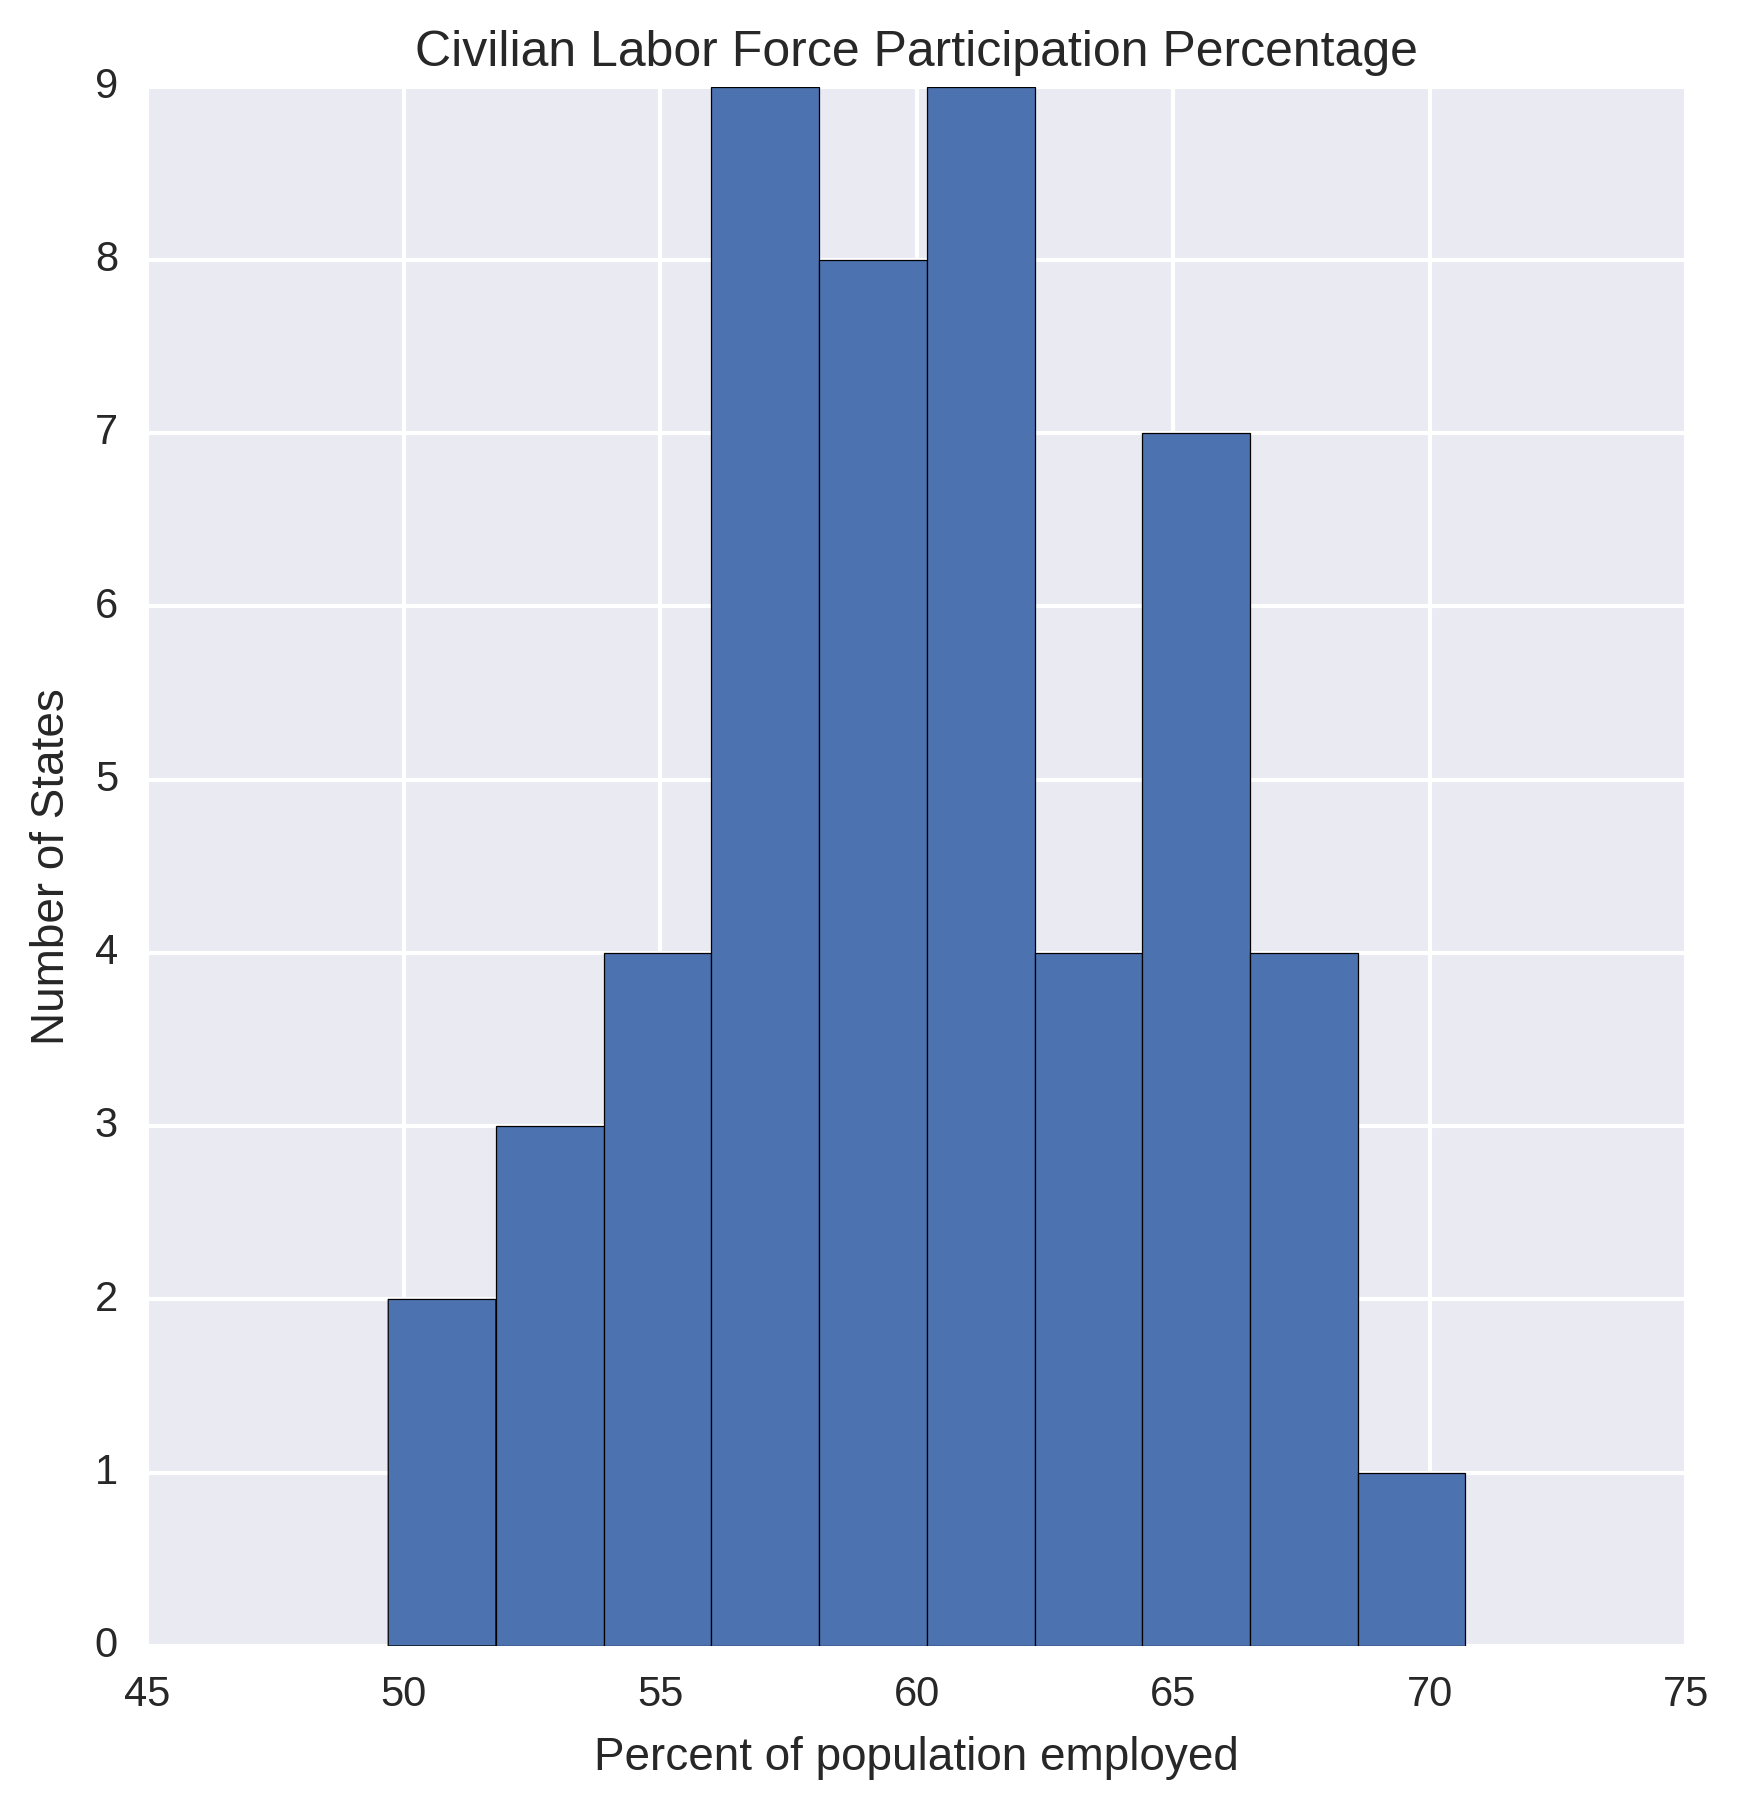 Civilian Labor Force Participation Percentage
9
8
7
6
5
4
3
2
1
0
Number of States
45 50 55 60 65 70 75
Percent of population employed